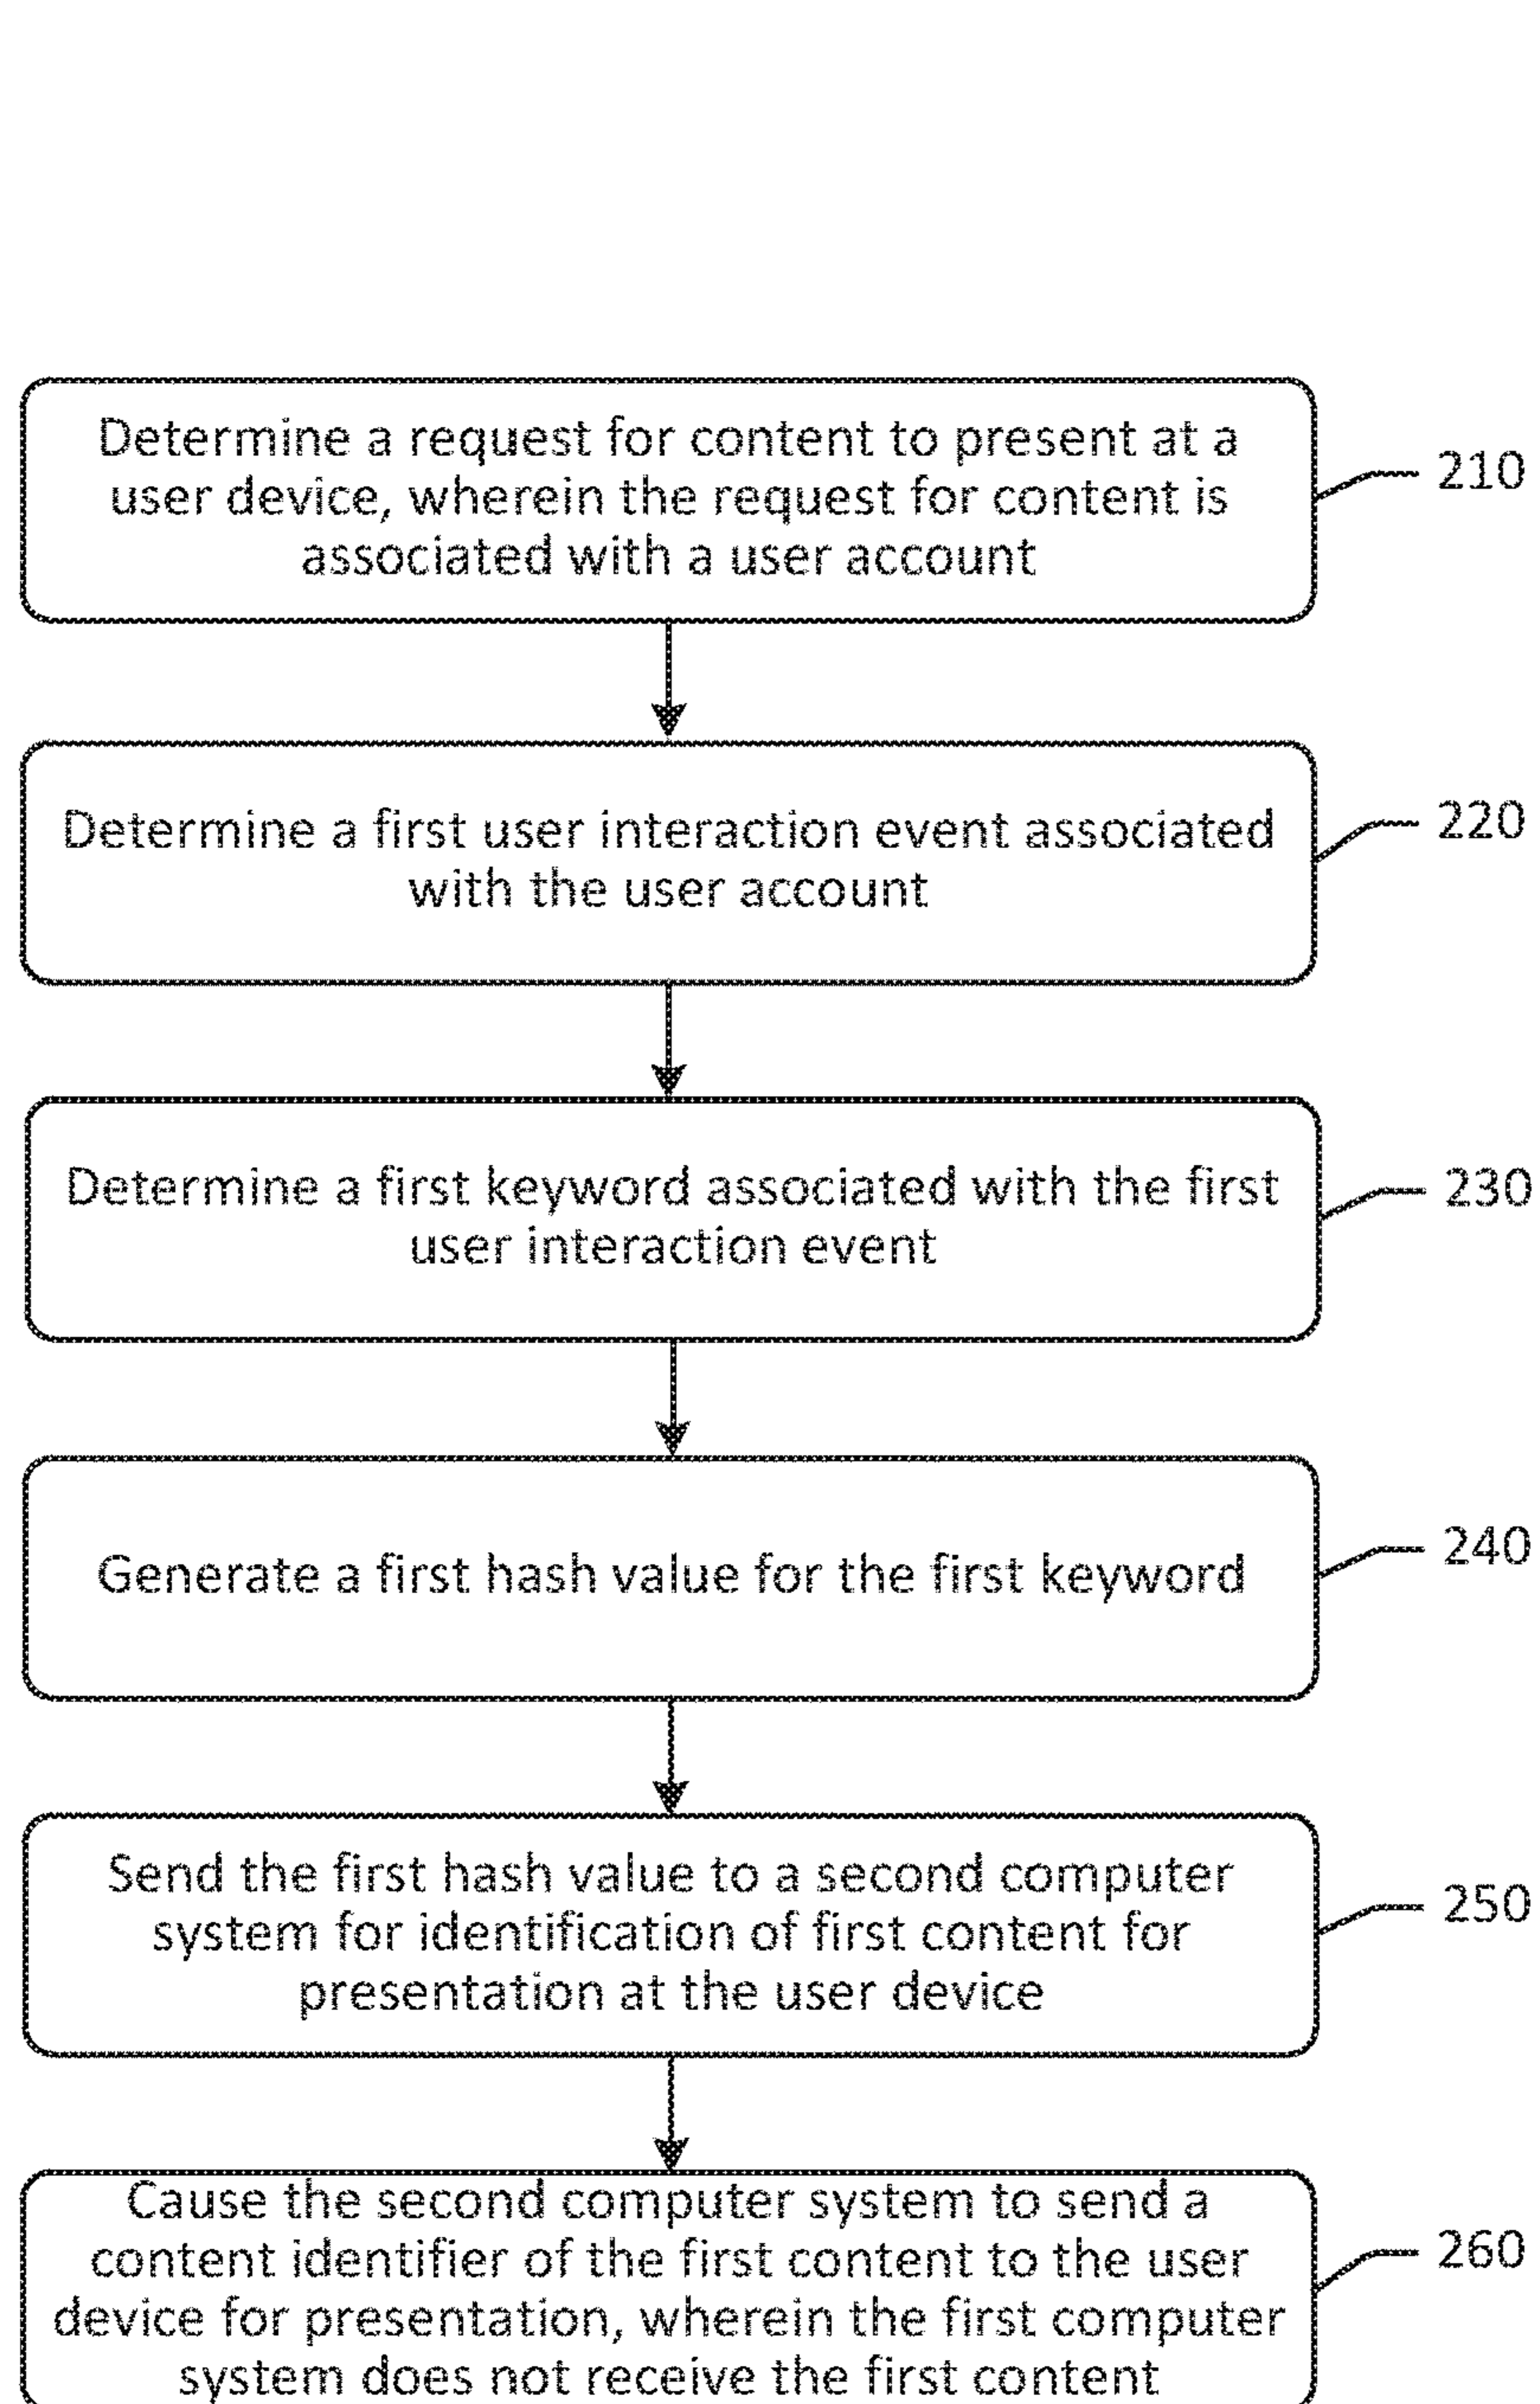 Determine a request for content to present at a
user device, wherein the request for content is
associated with a user account
210
Determine a first user interaction event associated
with the user account
220
Determine a first keyword associated with the first
user interaction event
230
Generate a first hash value for the first keyword
240
Send the first hash value to a second computer
system for identification of first content for
presentation at the user device
250
Cause the second computer system to send a
content identifier of the first content to the user
device for presentation, wherein the first computer
system does not receive the first content
260